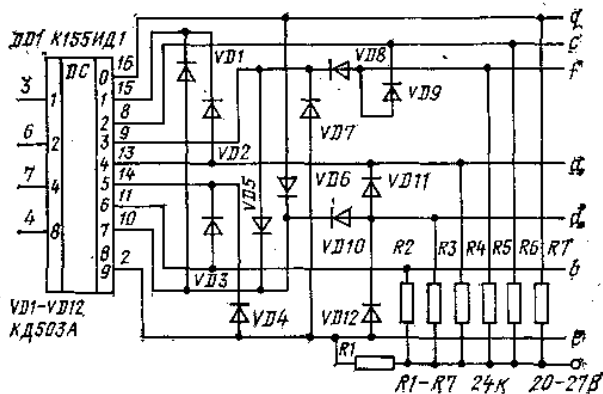 DD1 К155ИД1
DC
3 1
6 2
7 4
4 8
0 16
1 15
2 8
3 9
4 13
5 14
6 11
7 10
8
9 2
VD1
VD2
VD3
VD4
VD5
VD6
VD7
VD8
VD9
VD10
VD11
VD12
VD1-VD12
КД503А
g
c
f
a
d
b
e
R1
R2 R3 R4 R5 R6 R7
R1-R7 24к
20-27В